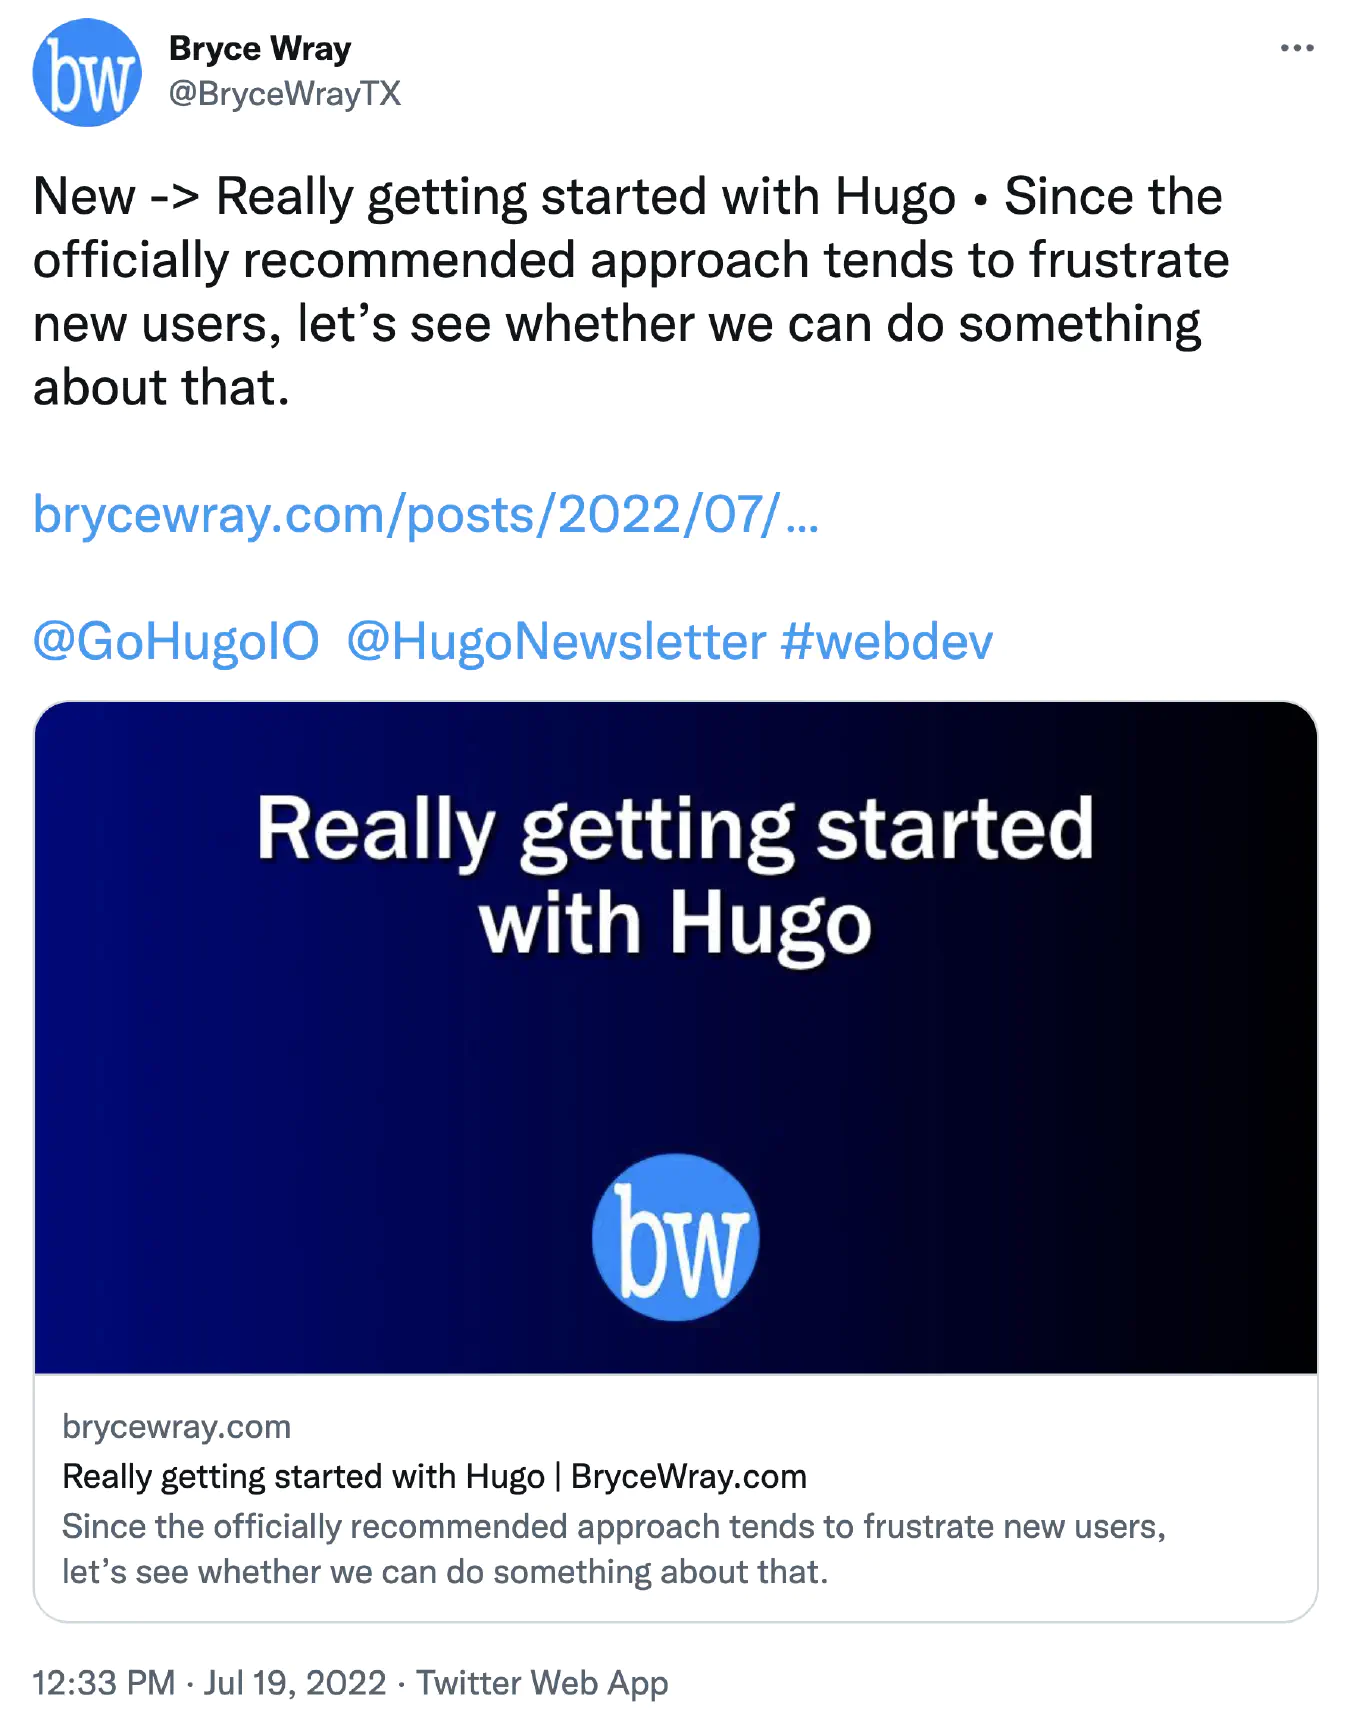 bw
Bryce Wray
@BryceWrayTX
New -> Really getting started with Hugo • Since the
officially recommended approach tends to frustrate
new users, let’s see whether we can do something
about that.
brycewray.com/posts/2022/07/…
@GoHugoIO @HugoNewsletter #webdev
Really getting started
with Hugo
bw
brycewray.com
Really getting started with Hugo | BryceWray.com
Since the officially recommended approach tends to frustrate new users,
let’s see whether we can do something about that.
12:33 PM · Jul 19, 2022 · Twitter Web App